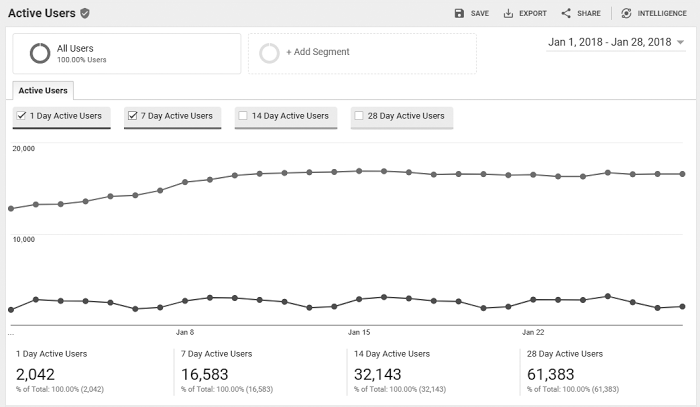 Active Users
SAVE EXPORT SHARE INTELLIGENCE
All Users
100.00% Users
+ Add Segment
Jan 1, 2018 - Jan 28, 2018
Active Users
1 Day Active Users 7 Day Active Users 14 Day Active Users 28 Day Active Users
20,000
10,000
... Jan 8 Jan 15 Jan 22
1 Day Active Users 7 Day Active Users 14 Day Active Users 28 Day Active Users
2,042 16,583 32,143 61,383
% of Total: 100.00% (2,042) % of Total: 100.00% (16,583) % of Total: 100.00% (32,143) % of Total: 100.00% (61,383)